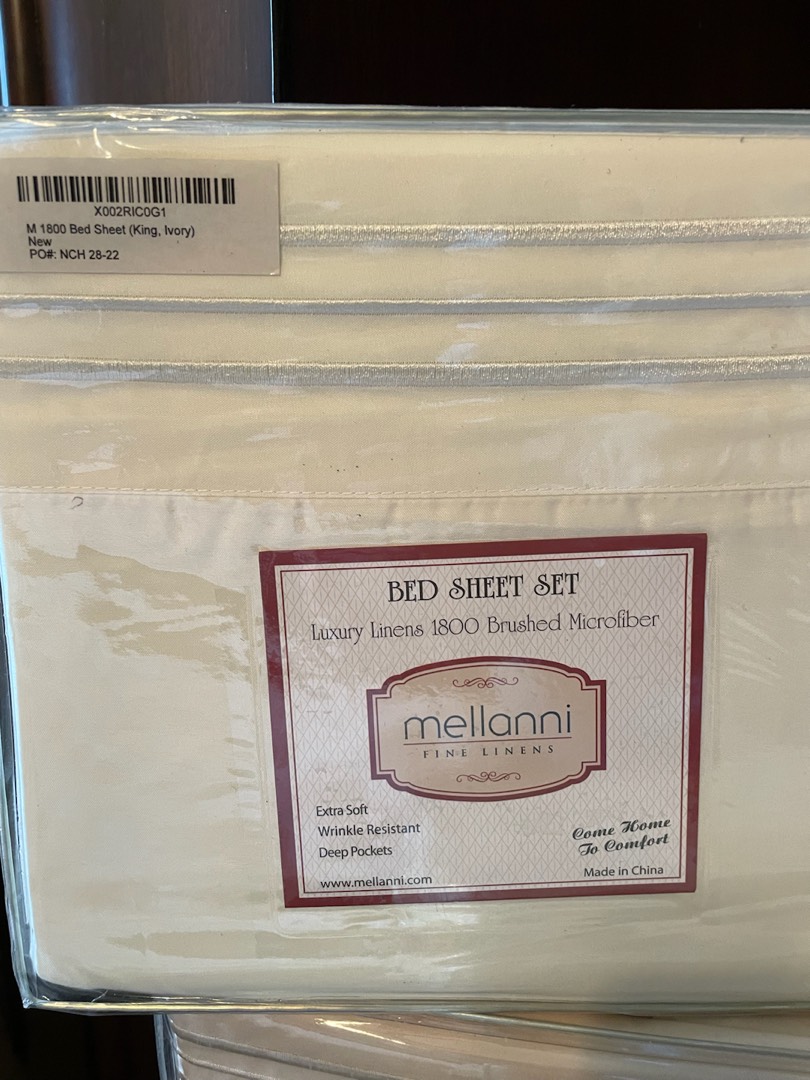 X002RIC0G1
M 1800 Bed Sheet (King, Ivory)
New
PO#: NCH 28-22
BED SHEET SET
Luxury Linens 1800 Brushed Microfiber
mellanni
FINE LINENS
Extra Soft
Wrinkle Resistant
Deep Pockets
www.mellanni.com
Come Home
To Comfort
Made in China